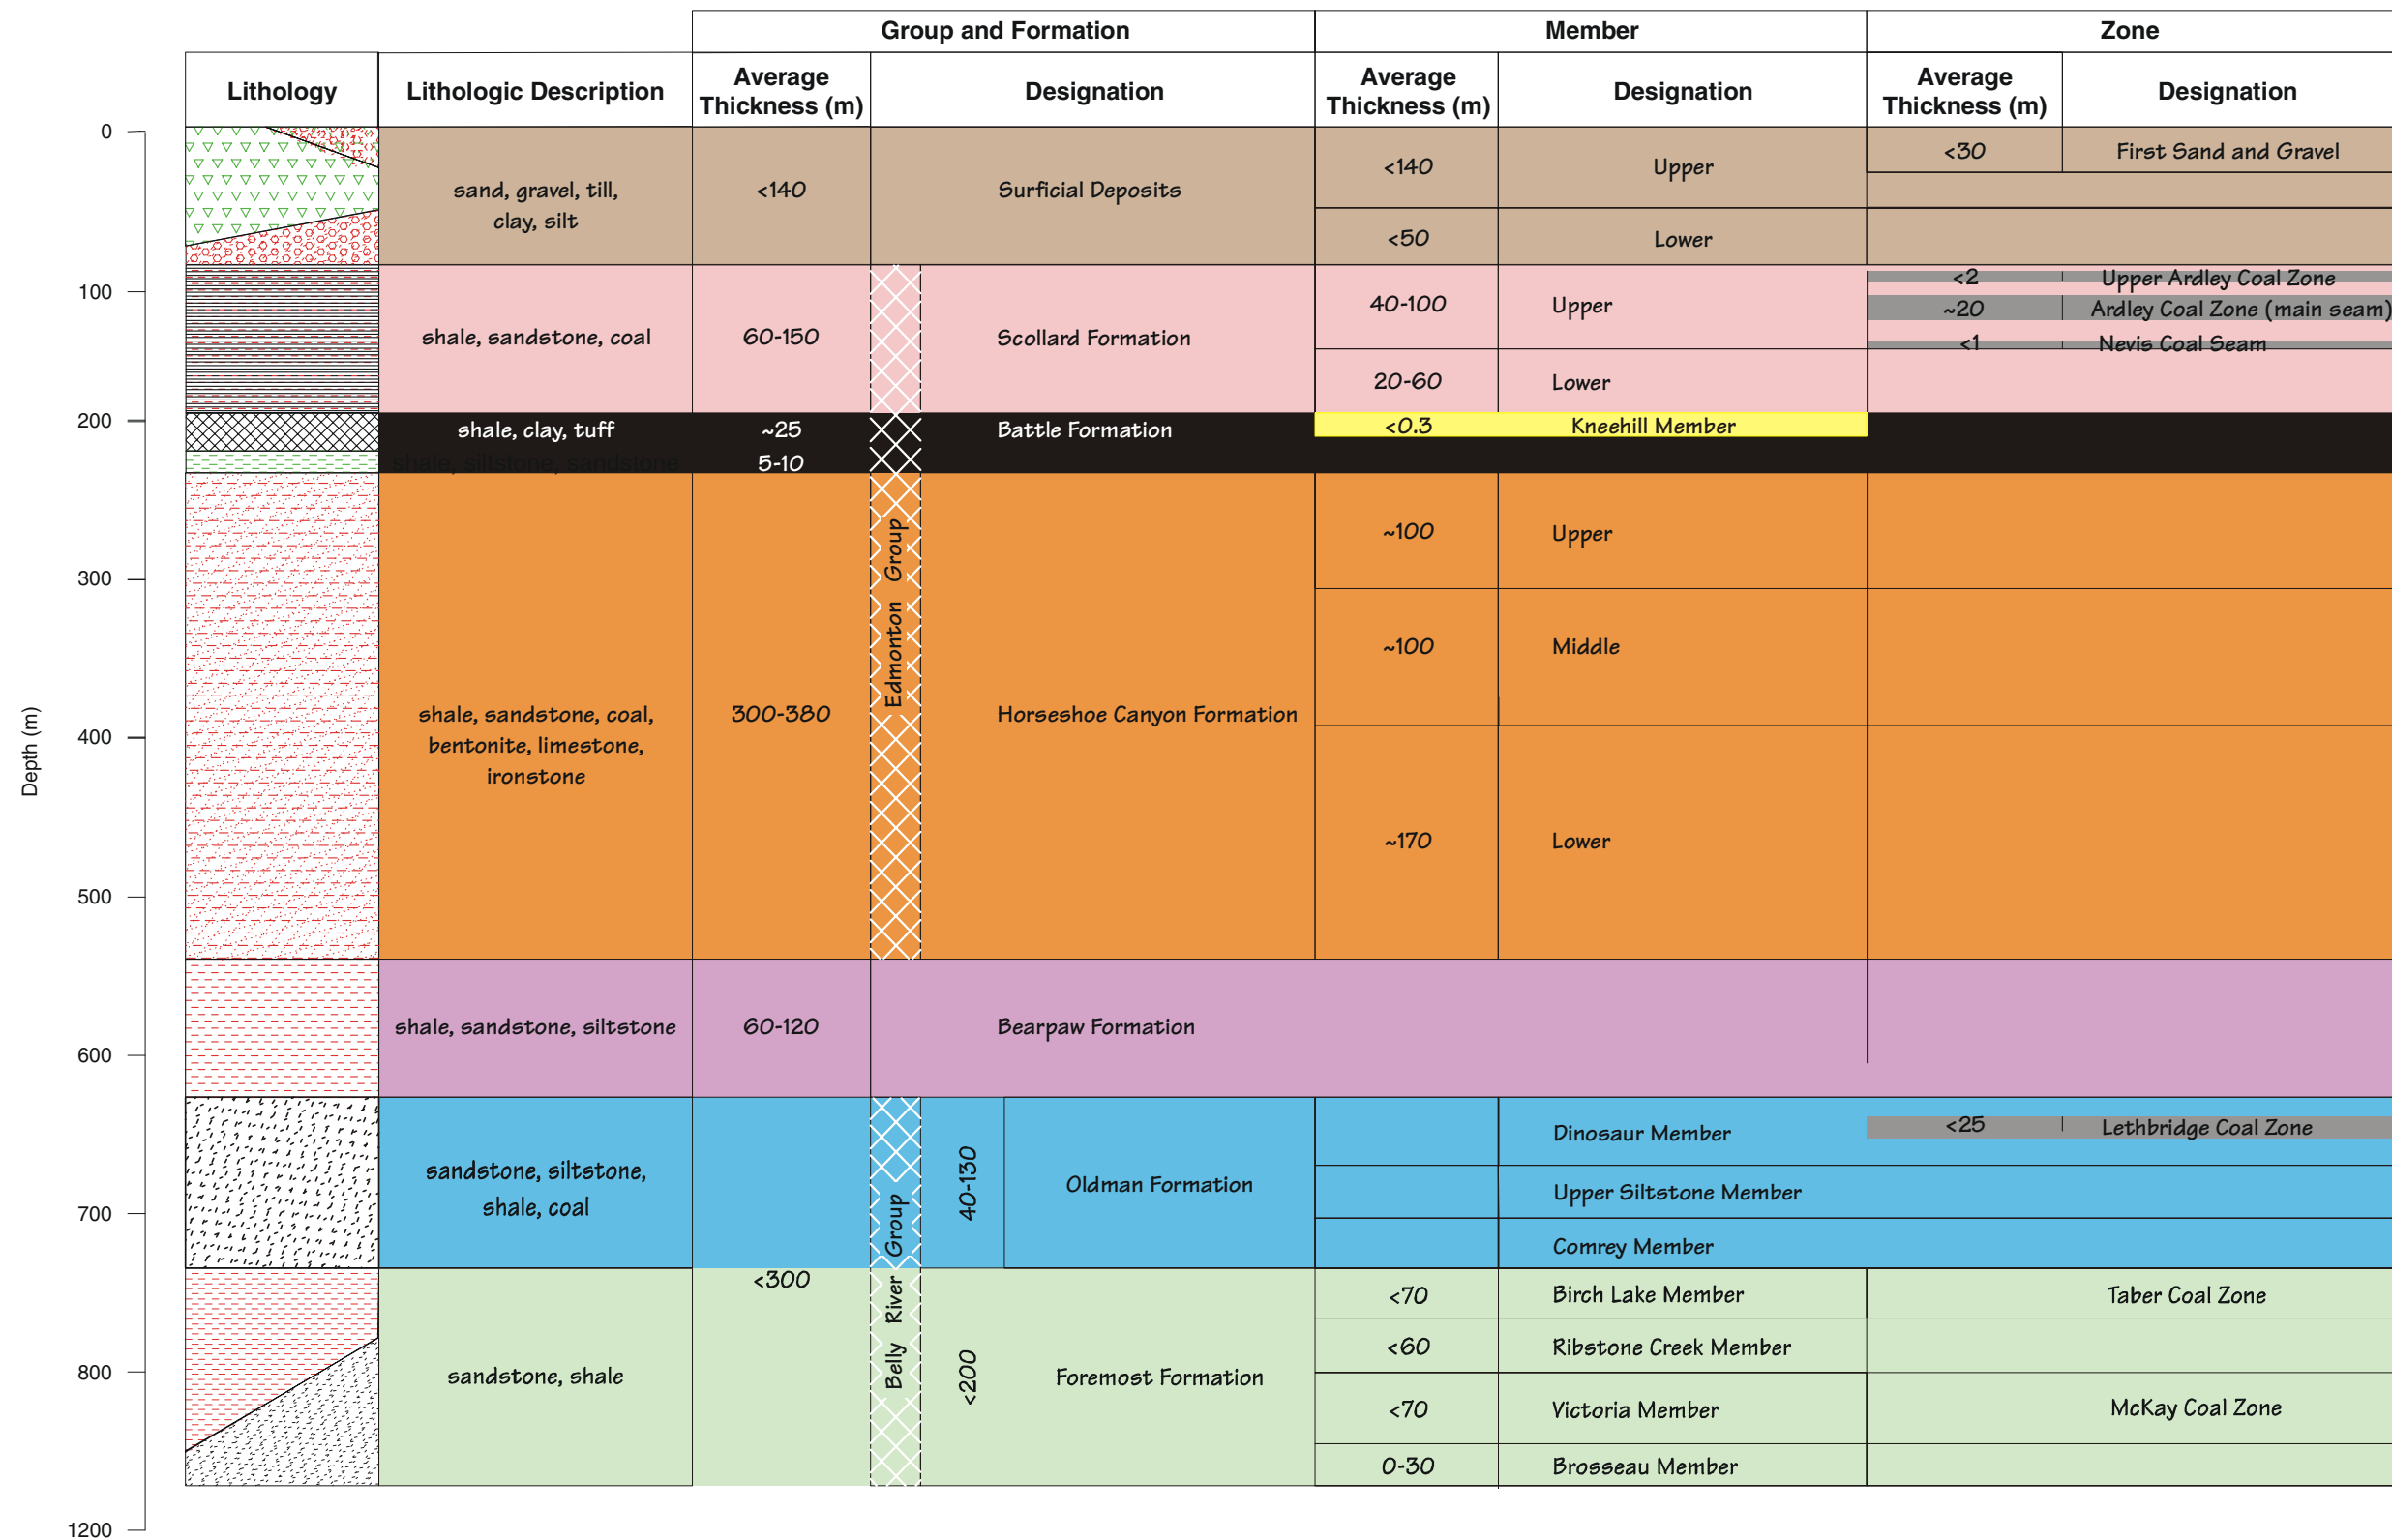 Group and Formation
Member
Zone
Lithology
Lithologic Description
Average
Thickness (m)
Designation
Average
Thickness (m)
Designation
Average
Thickness (m)
Designation
Depth (m)
0
100
200
300
400
500
600
700
800
1200
sand, gravel, till,
clay, silt
<140
Surficial Deposits
<140
Upper
<30
First Sand and Gravel
<50
Lower
shale, sandstone, coal
60-150
Scollard Formation
40-100
Upper
<2
Upper Ardley Coal Zone
~20
Ardley Coal Zone (main seam)
<1
Nevis Coal Seam
20-60
Lower
shale, clay, tuff
~25
Battle Formation
<0.3
Kneehill Member
shale, siltstone, sandstone
5-10
Edmonton Group
shale, sandstone, coal,
bentonite, limestone,
ironstone
300-380
Horseshoe Canyon Formation
~100
Upper
~100
Middle
~170
Lower
shale, sandstone, siltstone
60-120
Bearpaw Formation
sandstone, siltstone,
shale, coal
<300
Belly River Group
40-130
Oldman Formation
Dinosaur Member
<25
Lethbridge Coal Zone
Upper Siltstone Member
Comrey Member
sandstone, shale
<200
Foremost Formation
<70
Birch Lake Member
Taber Coal Zone
<60
Ribstone Creek Member
<70
Victoria Member
McKay Coal Zone
0-30
Brosseau Member